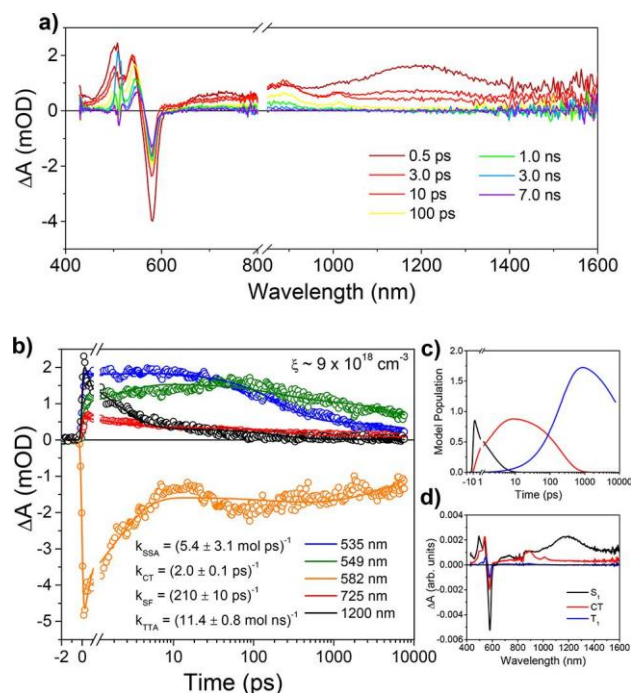 a)
2
0
-2
-4
ΔA (mOD)
400 500 600 800 1000 1200 1400 1600
Wavelength (nm)
0.5 ps
3.0 ps
10 ps
100 ps
1.0 ns
3.0 ns
7.0 ns
b)
ξ ~ 9 x 10¹⁸ cm⁻³
2
1
0
-1
-2
-3
-4
-5
ΔA (mOD)
k_SSA = (5.4 ± 3.1 mol ps)⁻¹
k_CT = (2.0 ± 0.1 ps)⁻¹
k_SF = (210 ± 10 ps)⁻¹
k_TTA = (11.4 ± 0.8 mol ns)⁻¹
535 nm
549 nm
582 nm
725 nm
1200 nm
-2 0 10 100 1000 10000
Time (ps)
c)
Model Population
1.5
1.0
0.5
0.0
-10 1 10 100 1000
Time (ps)
d)
ΔA (arb. units)
0.004
0.002
0.000
-0.002
-0.004
-0.006
S₁
CT
T₁
400 600 800 1000 1200 1400 1600
Wavelength (nm)